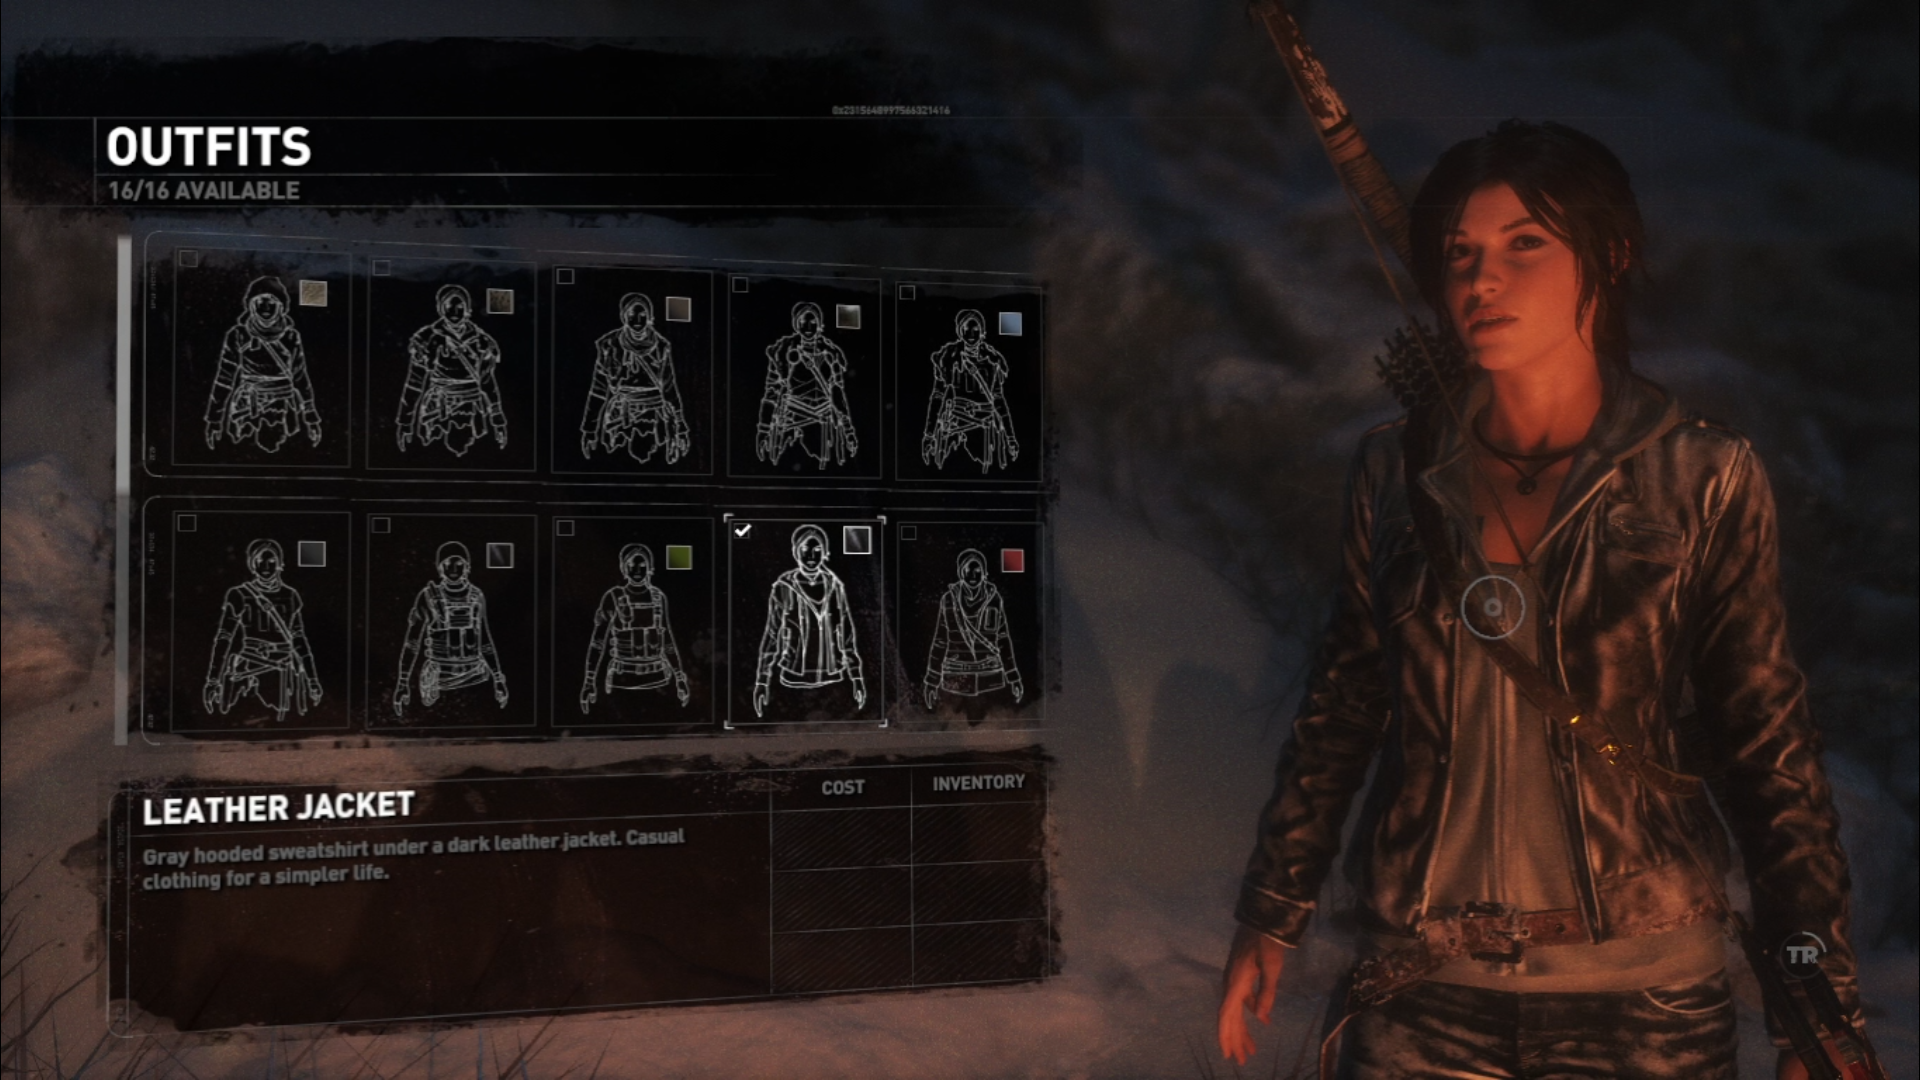 OUTFITS
16/16 AVAILABLE
LEATHER JACKET
Gray hooded sweatshirt under a dark leather jacket. Casual
clothing for a simpler life.
COST
INVENTORY
TR